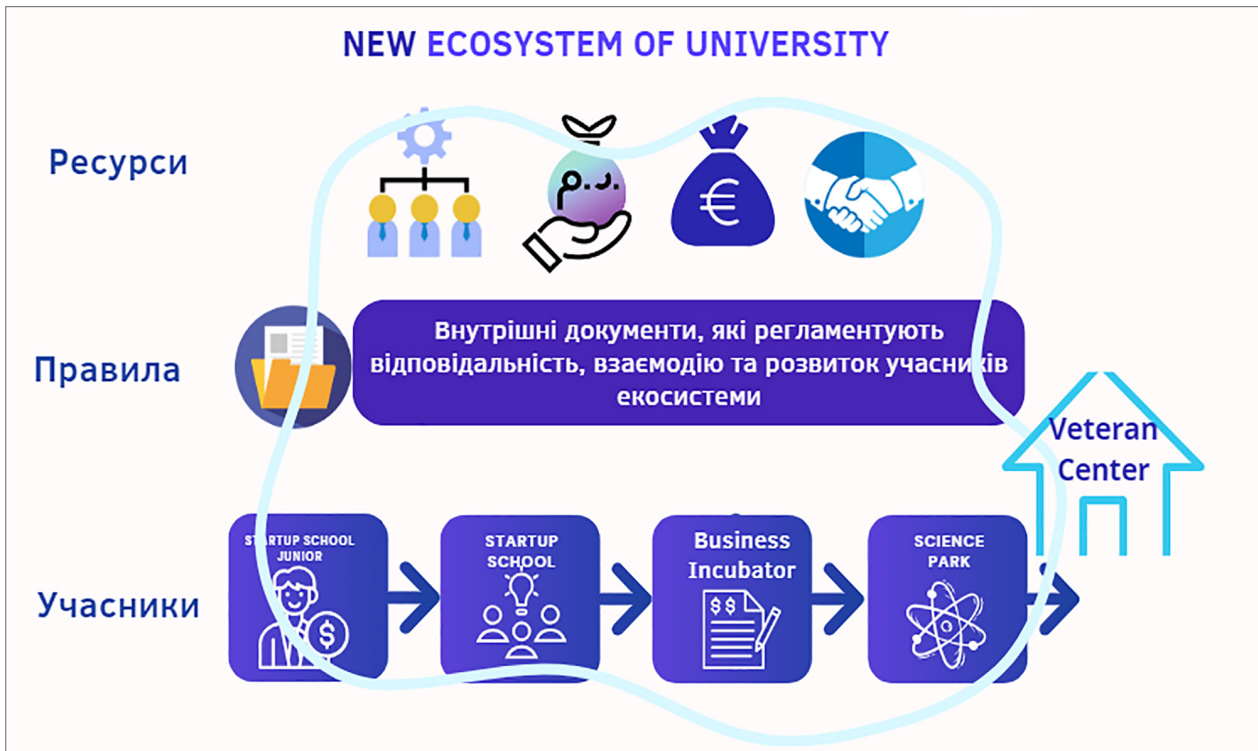 NEW ECOSYSTEM OF UNIVERSITY
Ресурси
€
Правила
Внутрішні документи, які регламентують
відповідальність, взаємодію та розвиток учасників
екосистеми
Veteran
Center
Учасники
STARTUP SCHOOL
JUNIOR
$
STARTUP
SCHOOL
Business
Incubator
$$
SCIENCE
PARK